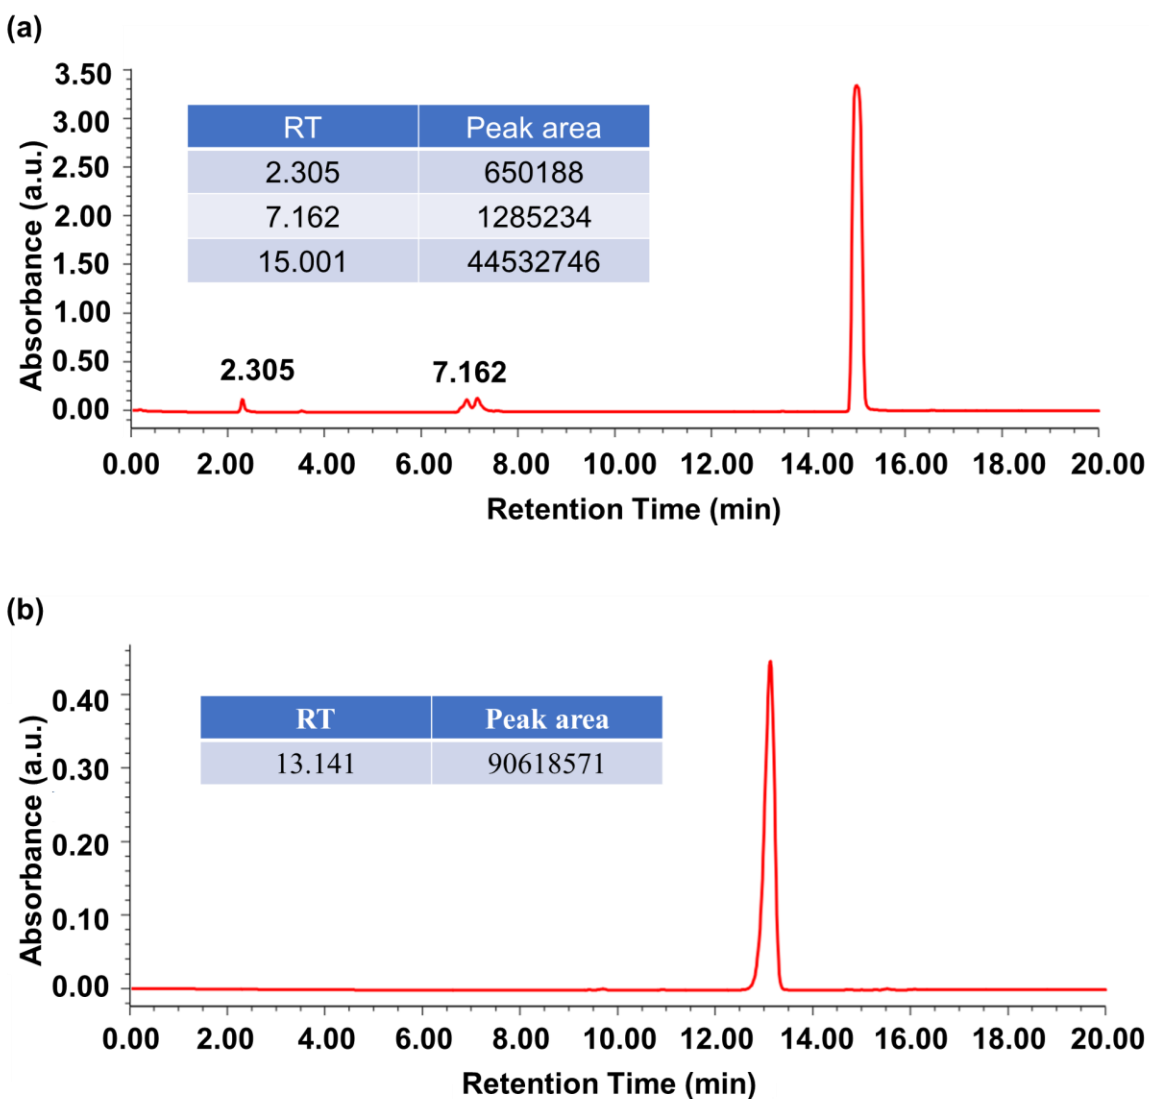 (a)
3.50
3.00
2.50
2.00
1.50
1.00
0.50
0.00
Absorbance (a.u.)
RT Peak area
2.305 650188
7.162 1285234
15.001 44532746
2.305 7.162
0.00 2.00 4.00 6.00 8.00 10.00 12.00 14.00 16.00 18.00 20.00
Retention Time (min)
(b)
0.40
0.30
0.20
0.10
0.00
Absorbance (a.u.)
RT Peak area
13.141 90618571
0.00 2.00 4.00 6.00 8.00 10.00 12.00 14.00 16.00 18.00 20.00
Retention Time (min)